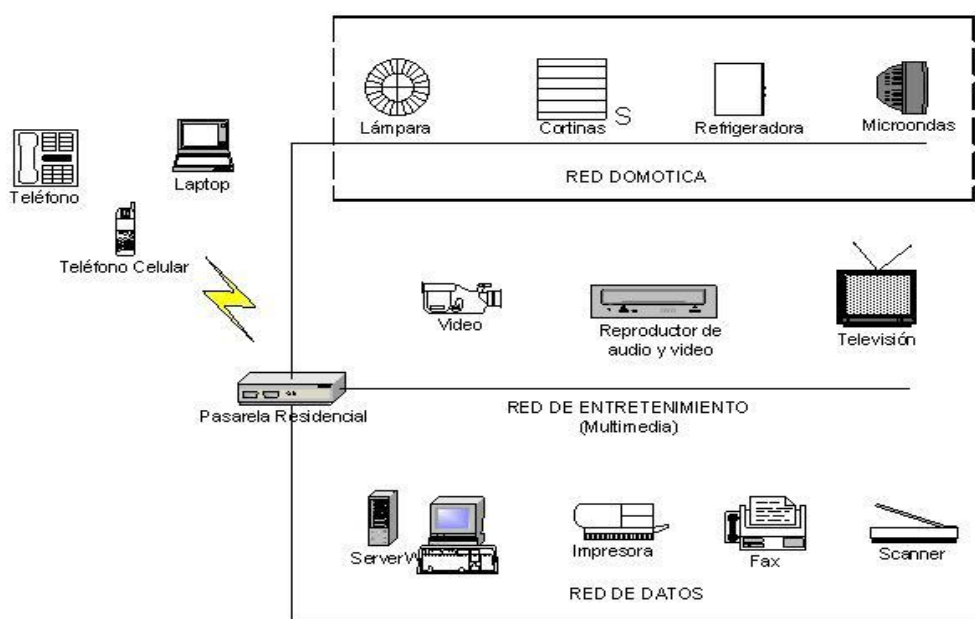 Lámpara
Cortinas
S
Refrigeradora
Microondas
RED DOMOTICA
Teléfono
Laptop
Teléfono Celular
Video
Reproductor de
audio y video
Televisión
Pasarela Residencial
RED DE ENTRETENIMIENTO
(Multimedia)
Server
Impresora
Fax
Scanner
RED DE DATOS